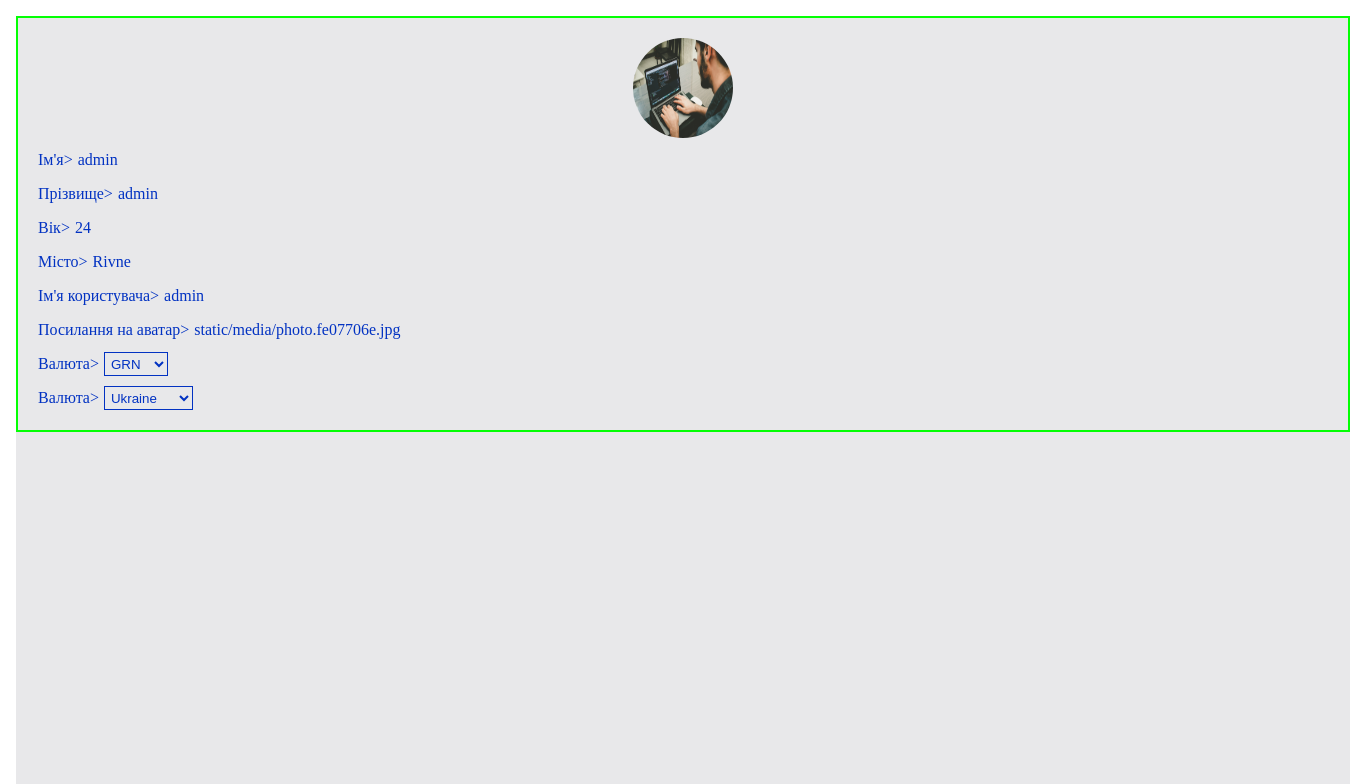 Ім'я> admin
Прізвище> admin
Вік> 24
Місто> Rivne
Ім'я користувача> admin
Посилання на аватар> static/media/photo.fe07706e.jpg
Валюта> GRN
Валюта> Ukraine